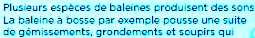 Plusieurs espèces de baleines produisent des sons
La baleine à bosse par exemple pousse une suite
de gémissements, grondements et soupirs qui